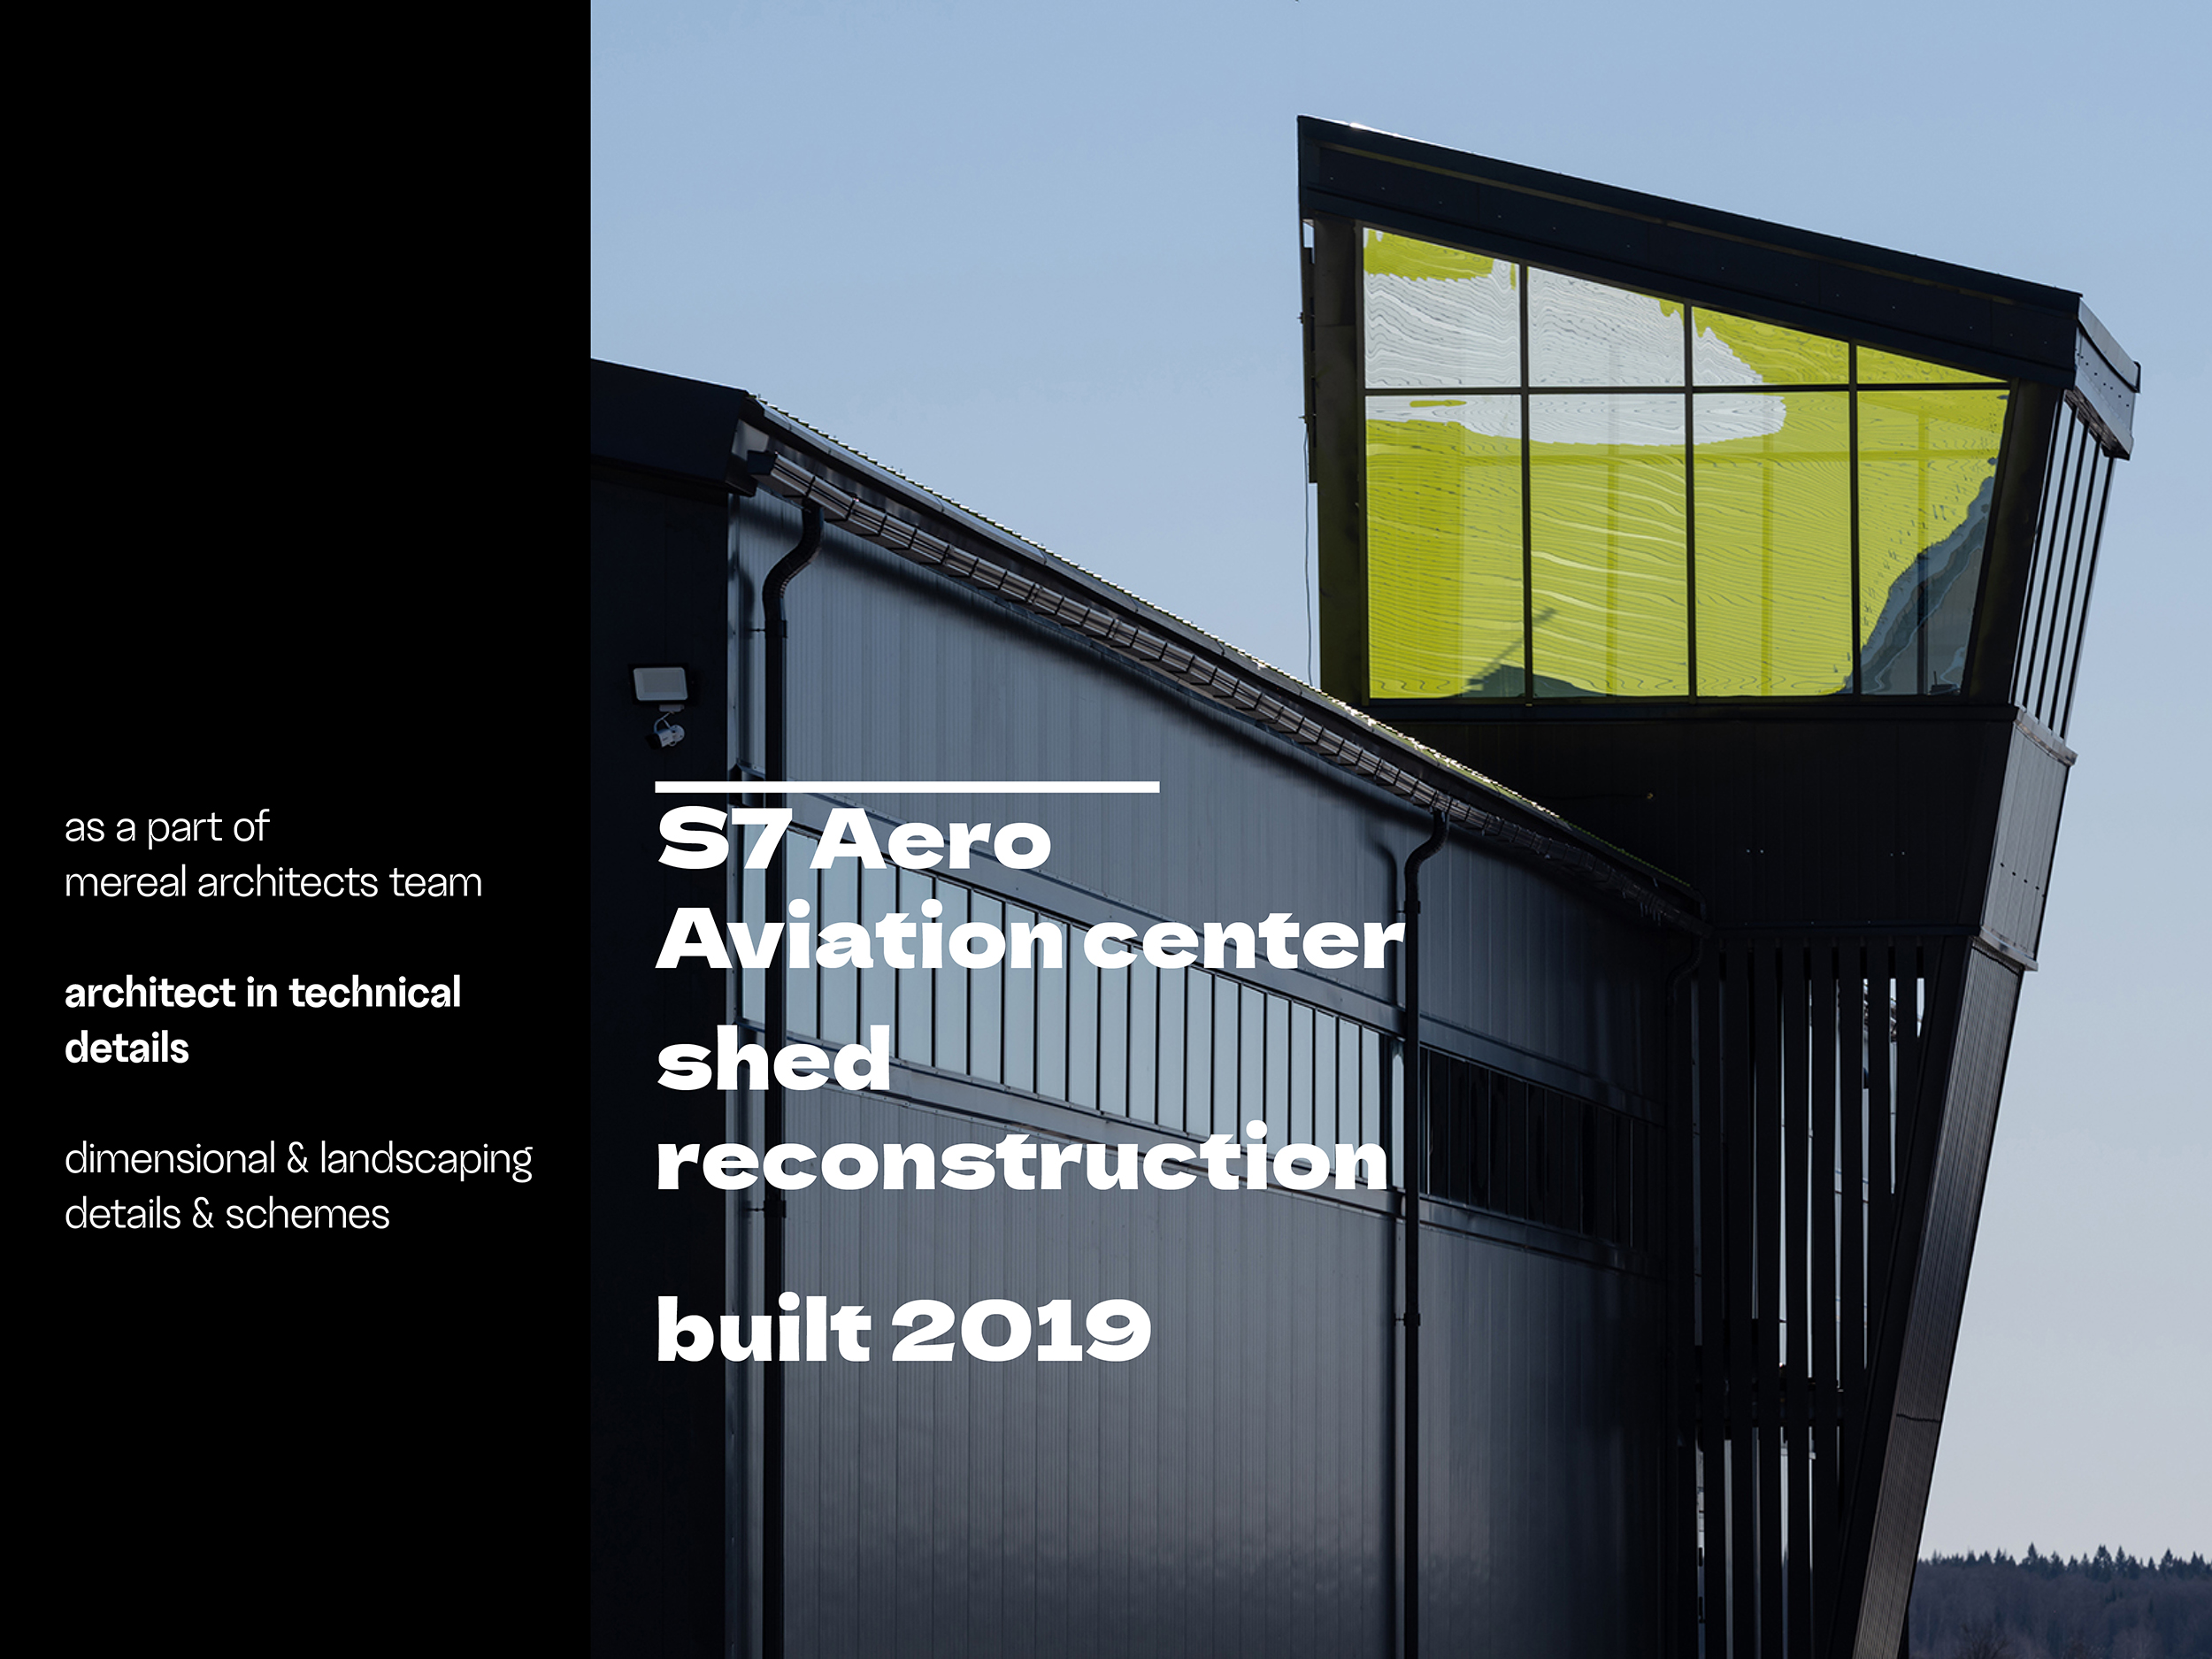 as a part of
mereal architects team
architect in technical
details
dimensional & landscaping
details & schemes
S7 Aero
Aviation center
shed
reconstruction
built 2019